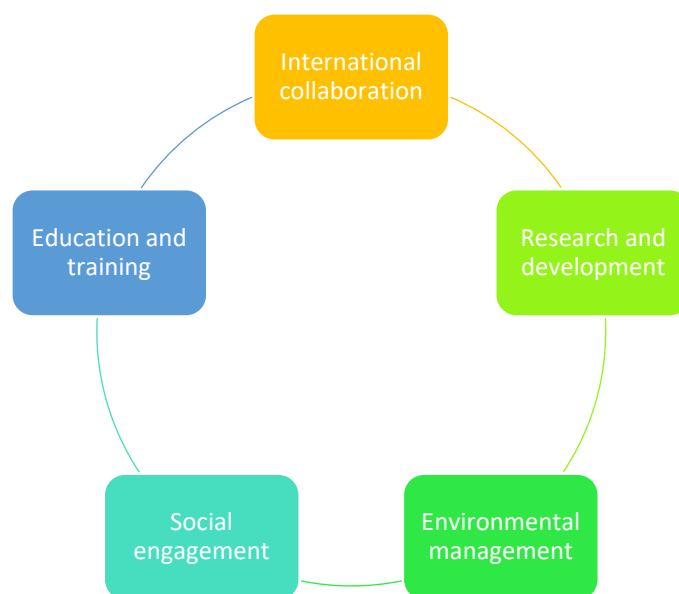 International
collaboration
Research and
development
Environmental
management
Social
engagement
Education and
training